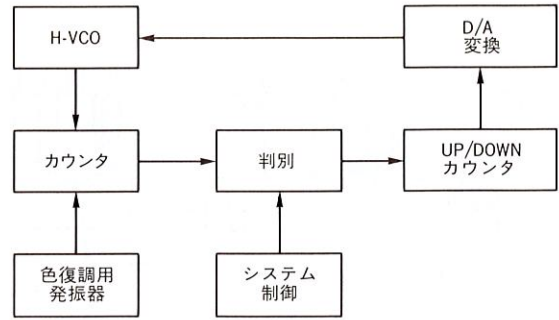 H-VCO
D/A
変換
カウンタ
判別
UP/DOWN
カウンタ
色復調用
発振器
システム
制御